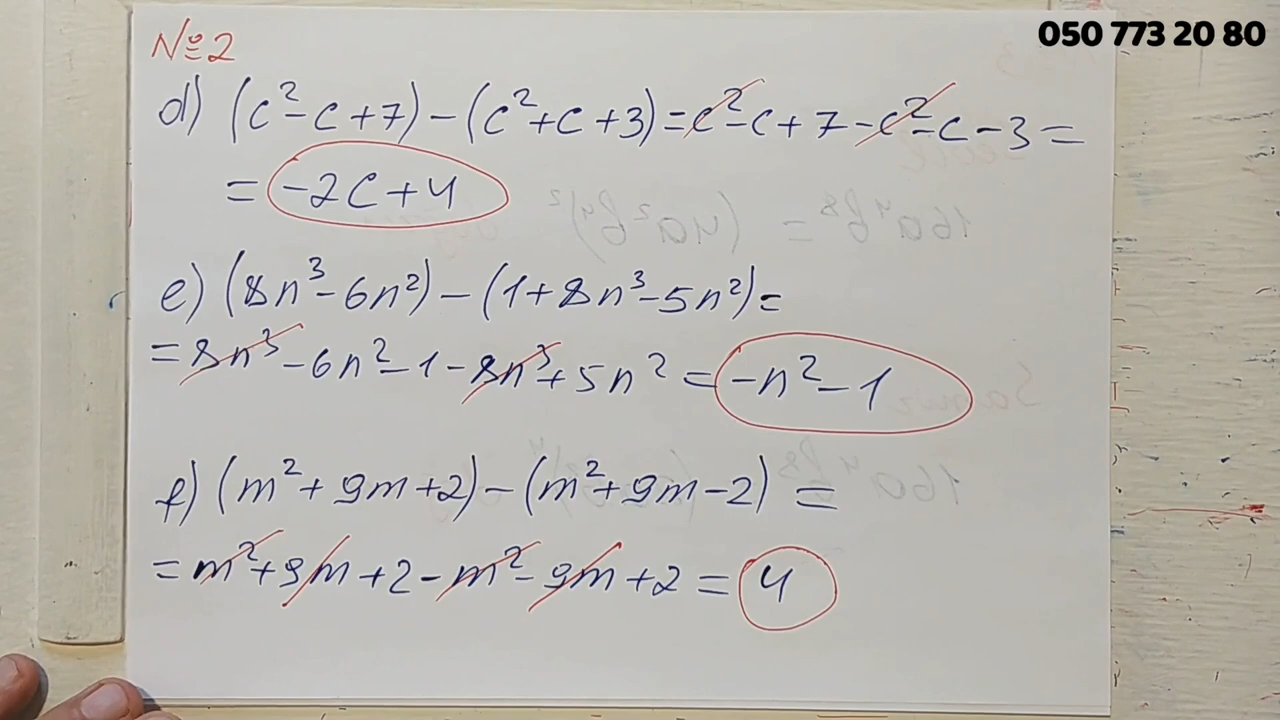 050 773 20 80
№2
d) (c²-c+7)-(c²+c+3)=c²-c+7-c²-c-3=
=-2c+4
e) (8n³-6n²)-(1+8n³-5n²)=
=8n³-6n²-1-8n³+5n²=-n²-1
f) (m²+9m+2)-(m²+9m-2)=
=m²+9m+2-m²-9m+2=4